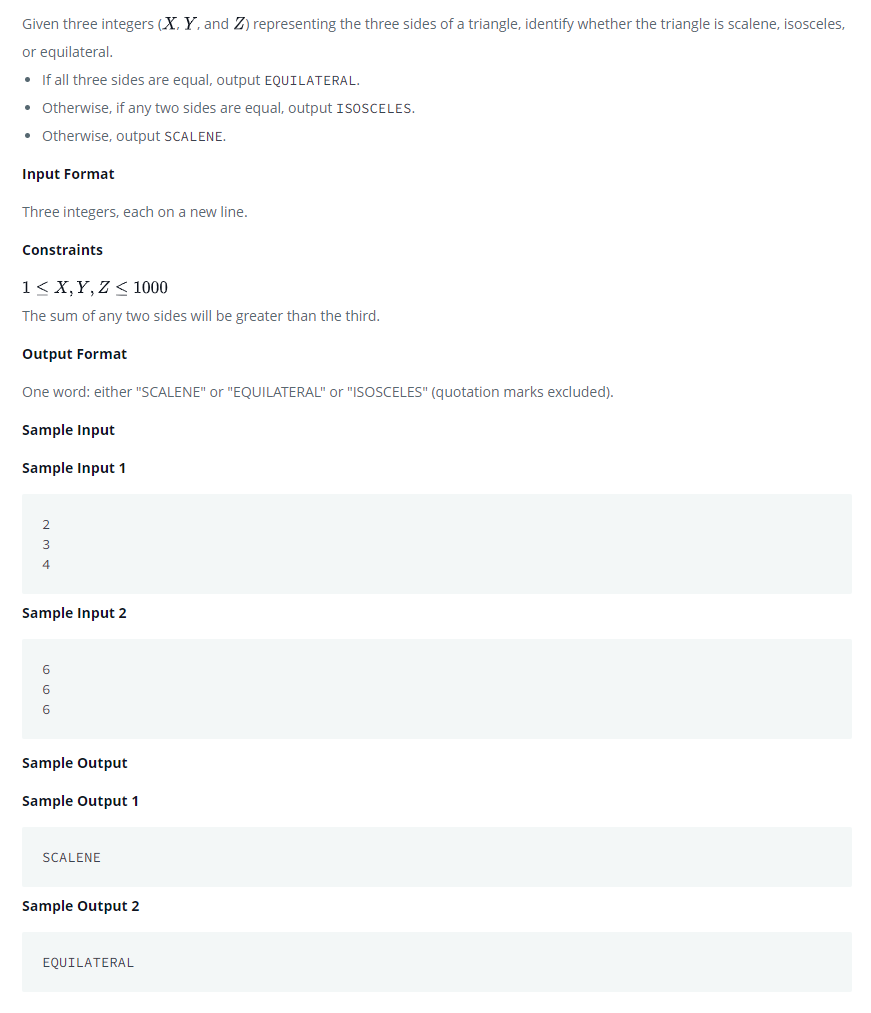 Given three integers (X, Y, and Z) representing the three sides of a triangle, identify whether the triangle is scalene, isosceles,
or equilateral.
• If all three sides are equal, output EQUILATERAL.
• Otherwise, if any two sides are equal, output ISOSCELES.
• Otherwise, output SCALENE.
Input Format
Three integers, each on a new line.
Constraints
1 ≤ X, Y, Z ≤ 1000
The sum of any two sides will be greater than the third.
Output Format
One word: either "SCALENE" or "EQUILATERAL" or "ISOSCELES" (quotation marks excluded).
Sample Input
Sample Input 1
2
3
4
Sample Input 2
6
6
6
Sample Output
Sample Output 1
SCALENE
Sample Output 2
EQUILATERAL